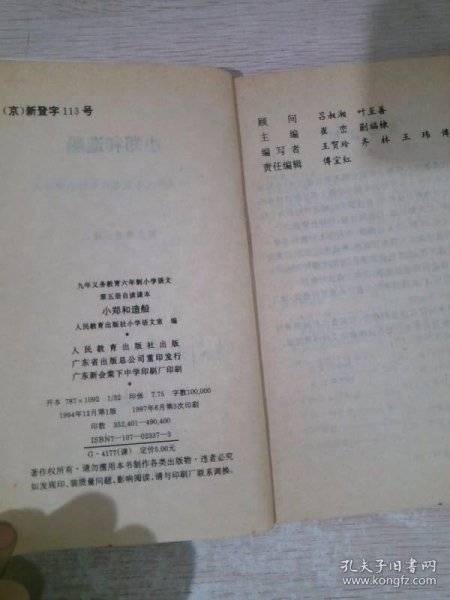 (京)新登字 113 号
九年义务教育六年制小学语文
第五册自读课本
小郑和造船
人民教育出版社小学语文室 编
*
人民教育出版社出版
广东省出版总公司重印发行
广东新会棠下中学印刷厂印刷
*
开本 787×1092 1/32 印张 7.75 字数100,000
1994年12月第1版 1997年6月第3次印刷
印数 352,401—490,400
ISBN7—107—02337—3
G·4177(课) 定价5.00元
著作权所有·请勿擅用本书制作各类出版物·违者必究
如发现印、装质量问题、影响阅读,请与印刷厂联系调换。
顾 问 吕叔湘 叶至善
主 编 崔峦 蒯福棣
编写者 王贺玲 齐林 王玮 傅
责任编辑 傅宝红
孔夫子旧书网
www.kongfz.com